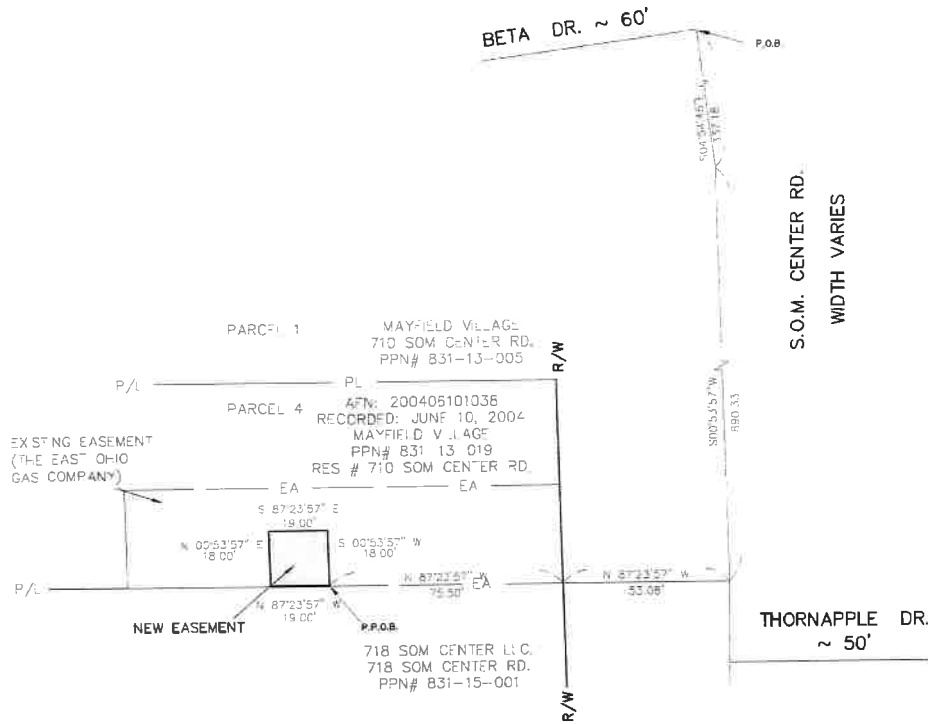 BETA DR. ~ 60'
P.O.B.
337.18
S.O.M. CENTER RD.
WIDTH VARIES
PARCEL 1
MAYFIELD VILLAGE
710 SOM CENTER RD.
PPN# 831-13-005
R/W
P/L
PL
PARCEL 4
AFN: 200406101038
RECORDED: JUNE 10, 2004
MAYFIELD VILLAGE
PPN# 831 13 019
RES # 710 SOM CENTER RD
S00°53'57" W
890.33
EXISTING EASEMENT
(THE EAST OHIO
GAS COMPANY)
EA
EA
S 87°23'57" E
19.00'
N 00°53'57" E
18.00'
S 00°53'57" W
18.00'
P/L
N 87°23'57" W
75.50'
EA
N 87°23'57" W
53.08'
N 87°23'57" W
19.00'
NEW EASEMENT
P.P.O.B.
718 SOM CENTER LLC.
718 SOM CENTER RD.
PPN# 831-15-001
R/W
THORNAPPLE DR.
~ 50'